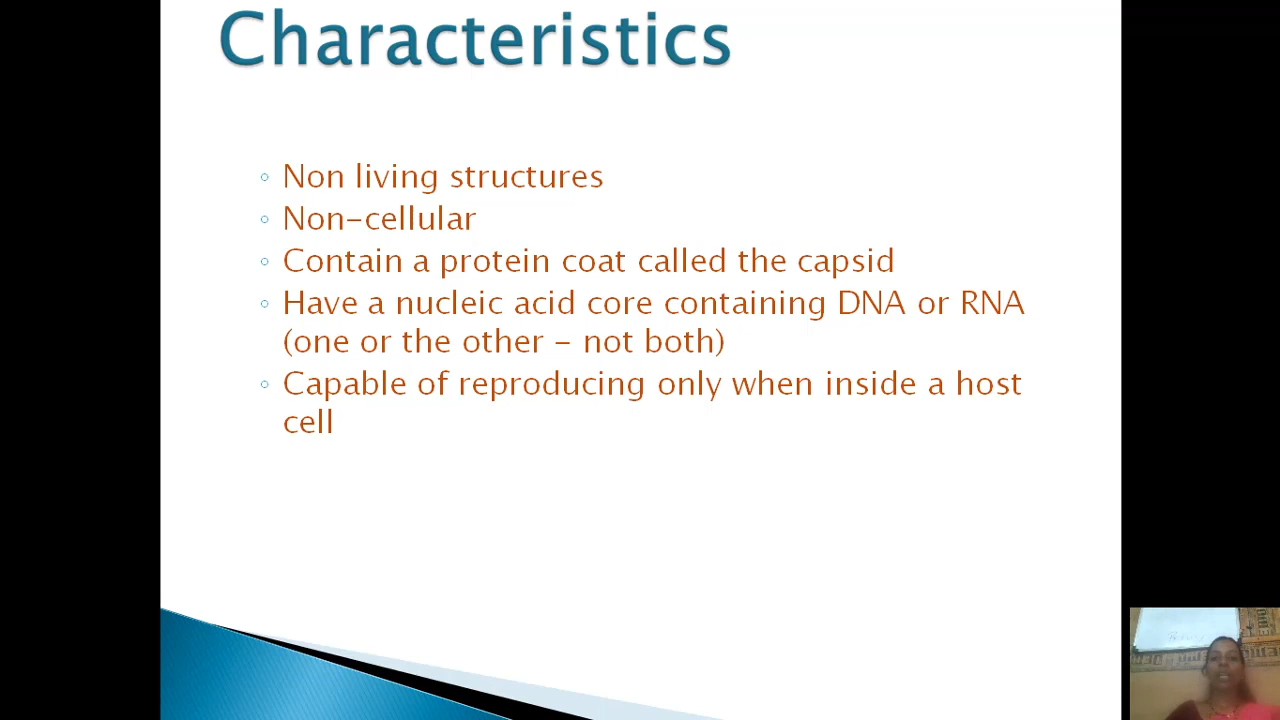 Characteristics
Non living structures
Non-cellular
Contain a protein coat called the capsid
Have a nucleic acid core containing DNA or RNA
(one or the other – not both)
Capable of reproducing only when inside a host
cell